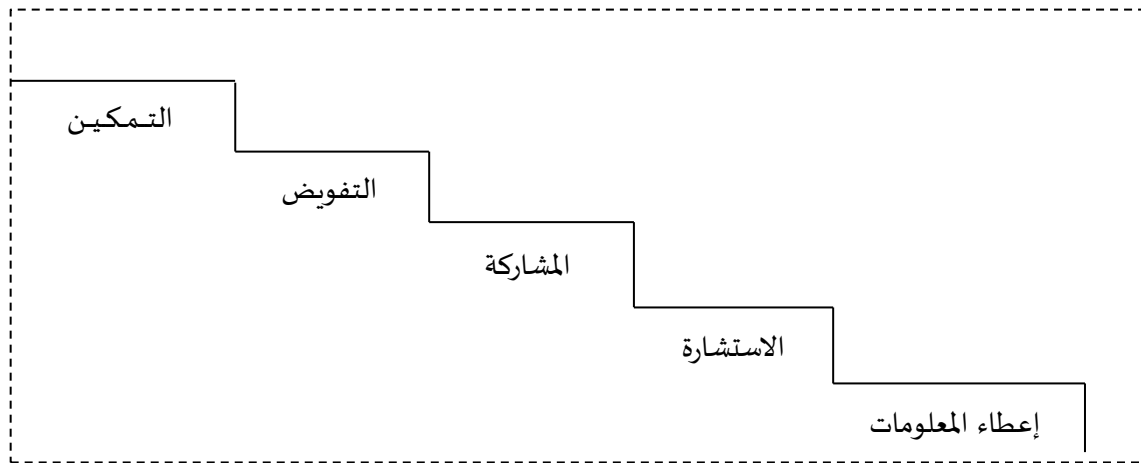 التمكين
التفويض
المشاركة
الاستشارة
إعطاء المعلومات